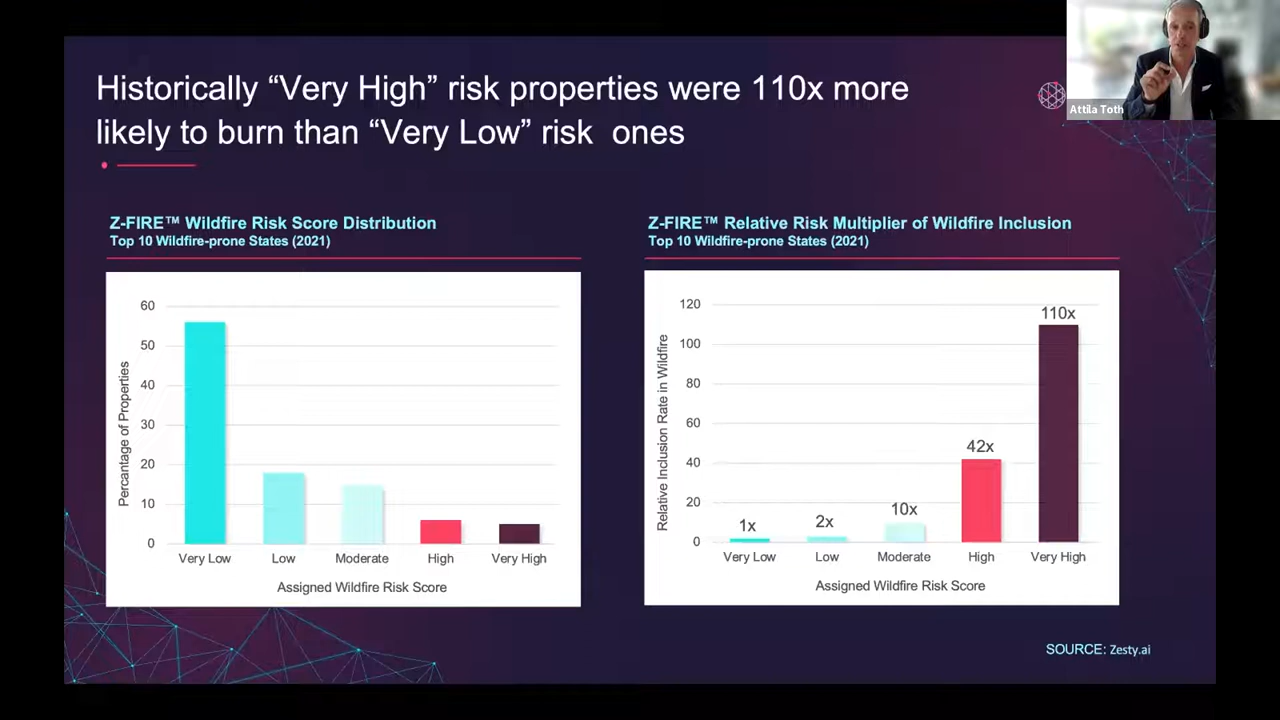 Historically “Very High” risk properties were 110x more
likely to burn than “Very Low” risk ones
Attila Toth
Z-FIRE™ Wildfire Risk Score Distribution
Top 10 Wildfire-prone States (2021)
Percantage of Properties
60
50
40
30
20
10
0
Very Low
Low
Moderate
High
Very High
Assigned Wildfire Risk Score
Z-FIRE™ Relative Risk Multiplier of Wildfire Inclusion
Top 10 Wildfire-prone States (2021)
Relative Inclusion Rate in Wildfire
120
100
80
60
40
20
0
1x
2x
10x
42x
110x
Very Low
Low
Moderate
High
Very High
Assigned Wildfire Risk Score
SOURCE: Zesty.ai